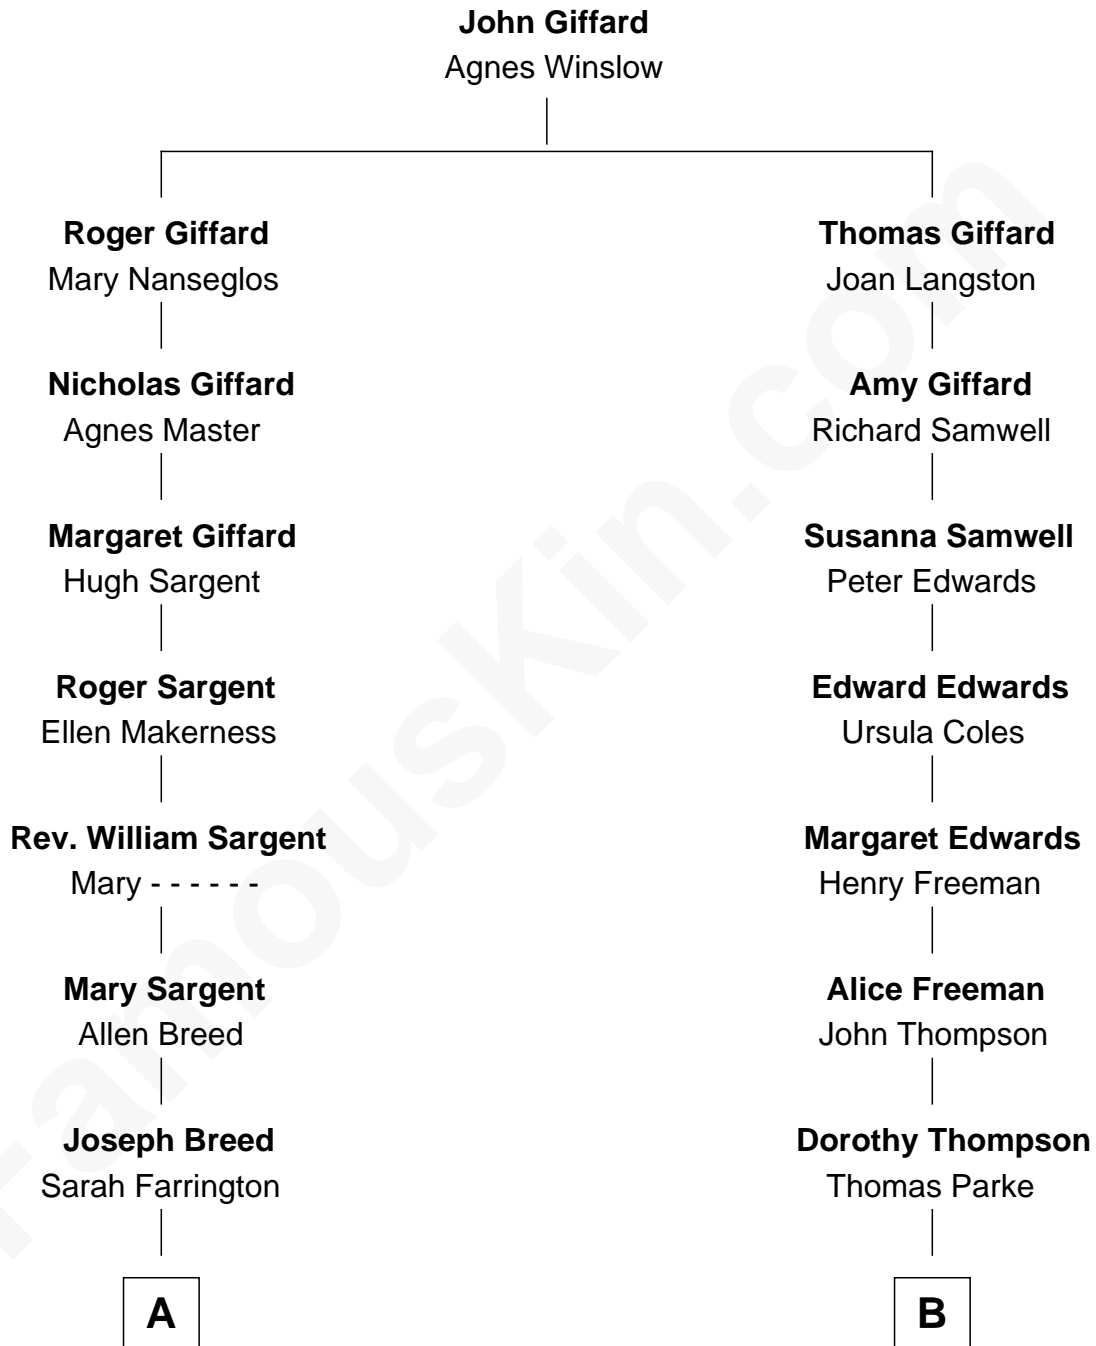 John Giffard
Agnes Winslow
Roger Giffard
Mary Nanseglos
Nicholas Giffard
Agnes Master
Margaret Giffard
Hugh Sargent
Roger Sargent
Ellen Makerness
Rev. William Sargent
Mary - - - - - -
Mary Sargent
Allen Breed
Joseph Breed
Sarah Farrington
A
Thomas Giffard
Joan Langston
Amy Giffard
Richard Samwell
Susanna Samwell
Peter Edwards
Edward Edwards
Ursula Coles
Margaret Edwards
Henry Freeman
Alice Freeman
John Thompson
Dorothy Thompson
Thomas Parke
B
FamousKin.com